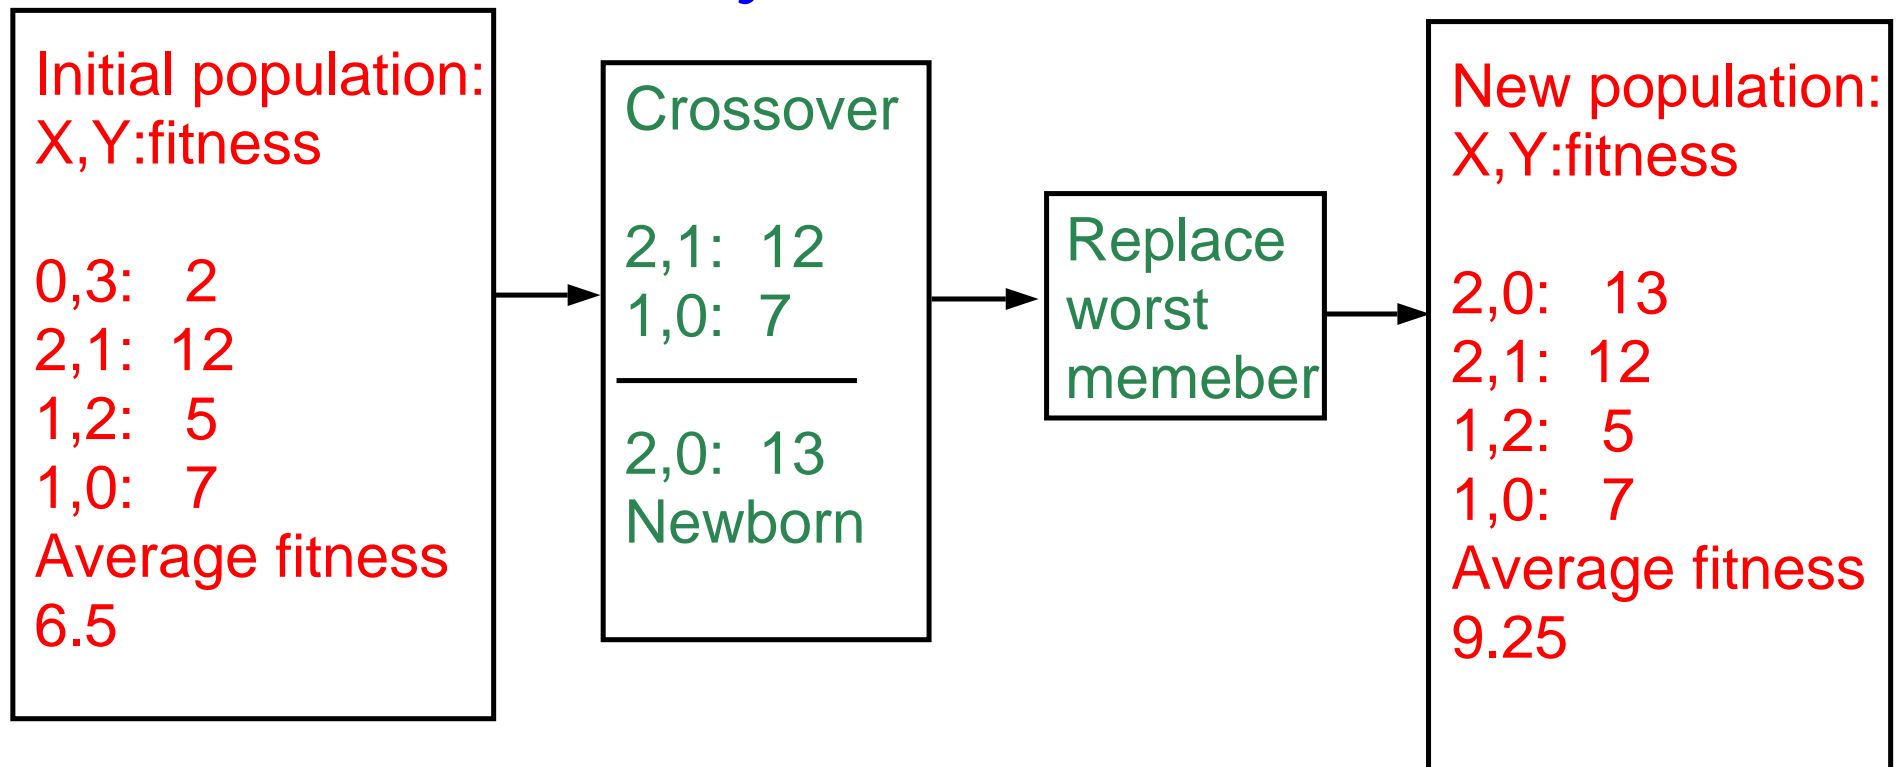 Initial population:
X,Y:fitness
0,3: 2
2,1: 12
1,2: 5
1,0: 7
Average fitness
6.5
Crossover
2,1: 12
1,0: 7
2,0: 13
Newborn
Replace
worst
memeber
New population:
X,Y:fitness
2,0: 13
2,1: 12
1,2: 5
1,0: 7
Average fitness
9.25